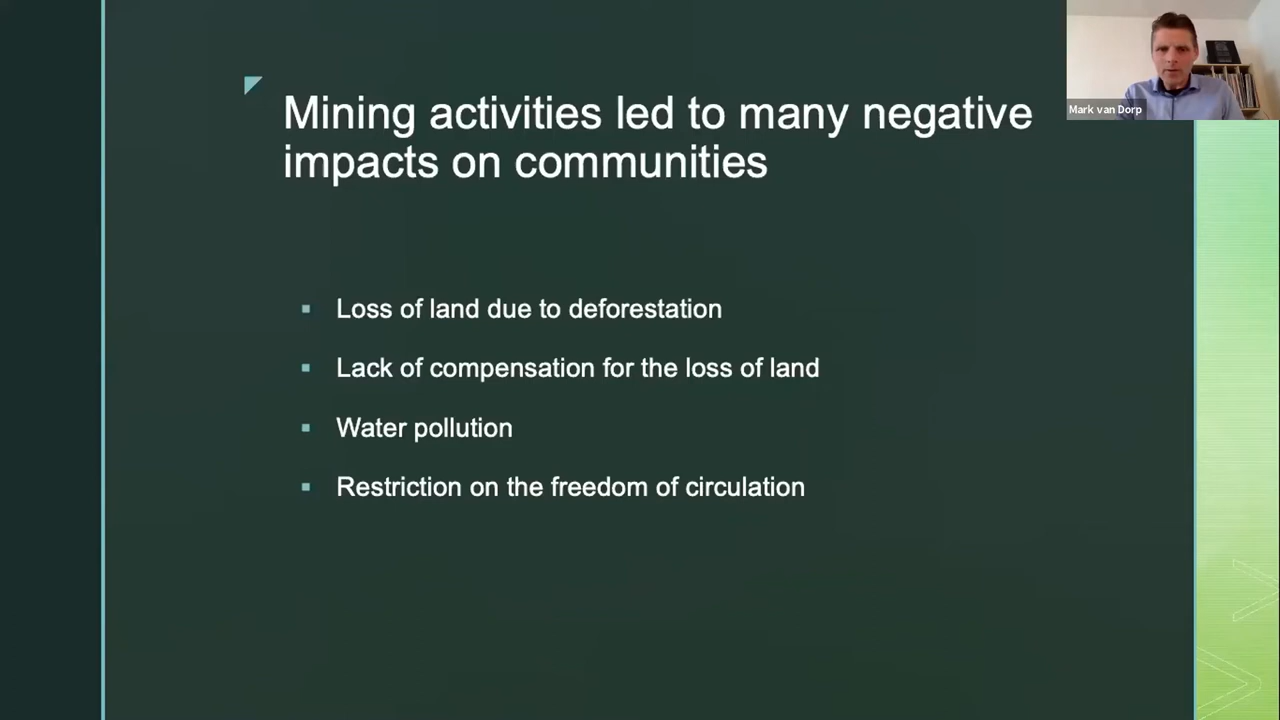 Mining activities led to many negative
impacts on communities
Mark van Dorp
▪ Loss of land due to deforestation
▪ Lack of compensation for the loss of land
▪ Water pollution
▪ Restriction on the freedom of circulation